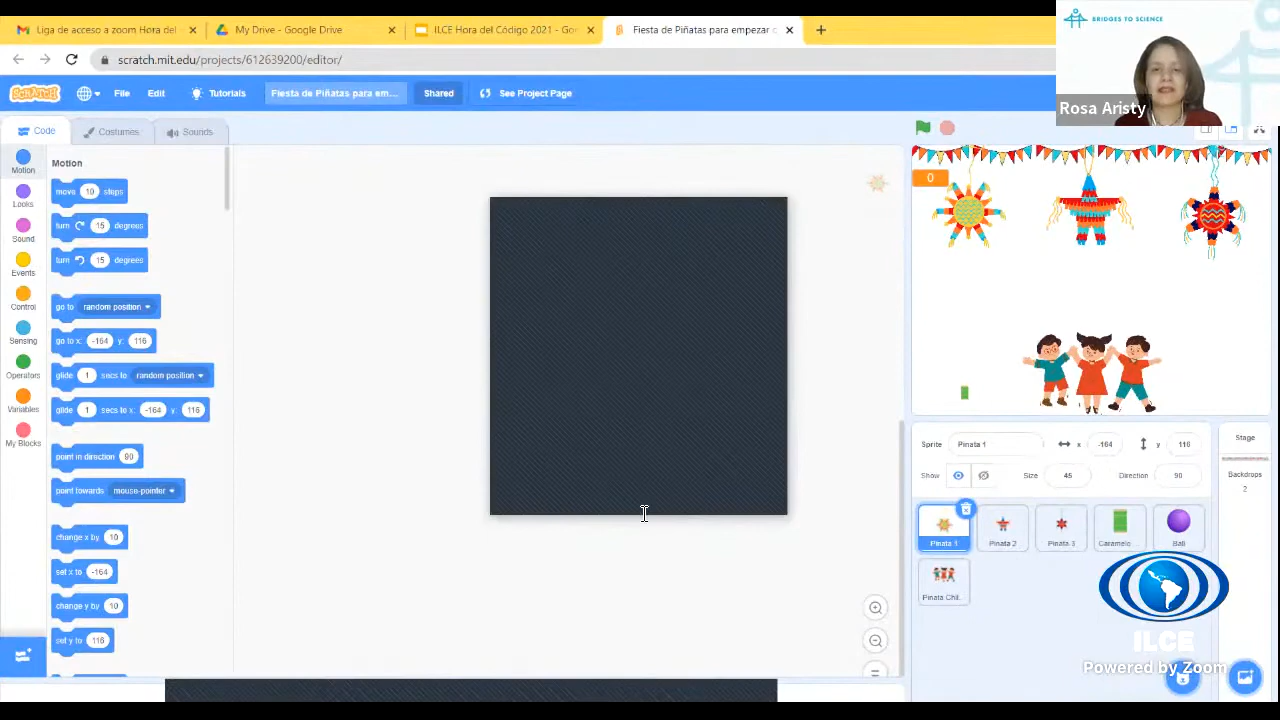 Liga de acceso a zoom Hora del
My Drive - Google Drive
ILCE Hora del Código 2021 - Goo
Fiesta de Piñatas para empezar c
BRIDGES TO SCIENCE
scratch.mit.edu/projects/612639200/editor/
SCRATCH
File
Edit
Tutorials
Fiesta de Piñatas para em...
Shared
See Project Page
Rosa Aristy
Code
Costumes
Sounds
Motion
Looks
Sound
Events
Control
Sensing
Operators
Variables
My Blocks
Motion
move 10 steps
turn 15 degrees
turn 15 degrees
go to random position
go to x: -164 y: 116
glide 1 secs to random position
glide 1 secs to x: -164 y: 116
point in direction 90
point towards mouse-pointer
change x by 10
set x to -164
change y by 10
set y to 116
0
Sprite Pinata 1 x -164 y 116
Show Size 45 Direction 90
Stage
Backdrops
2
Pinata 1
Pinata 2
Pinata 3
Caramelo
Ball
Pinata Chil...
ILCE
Powered by Zoom